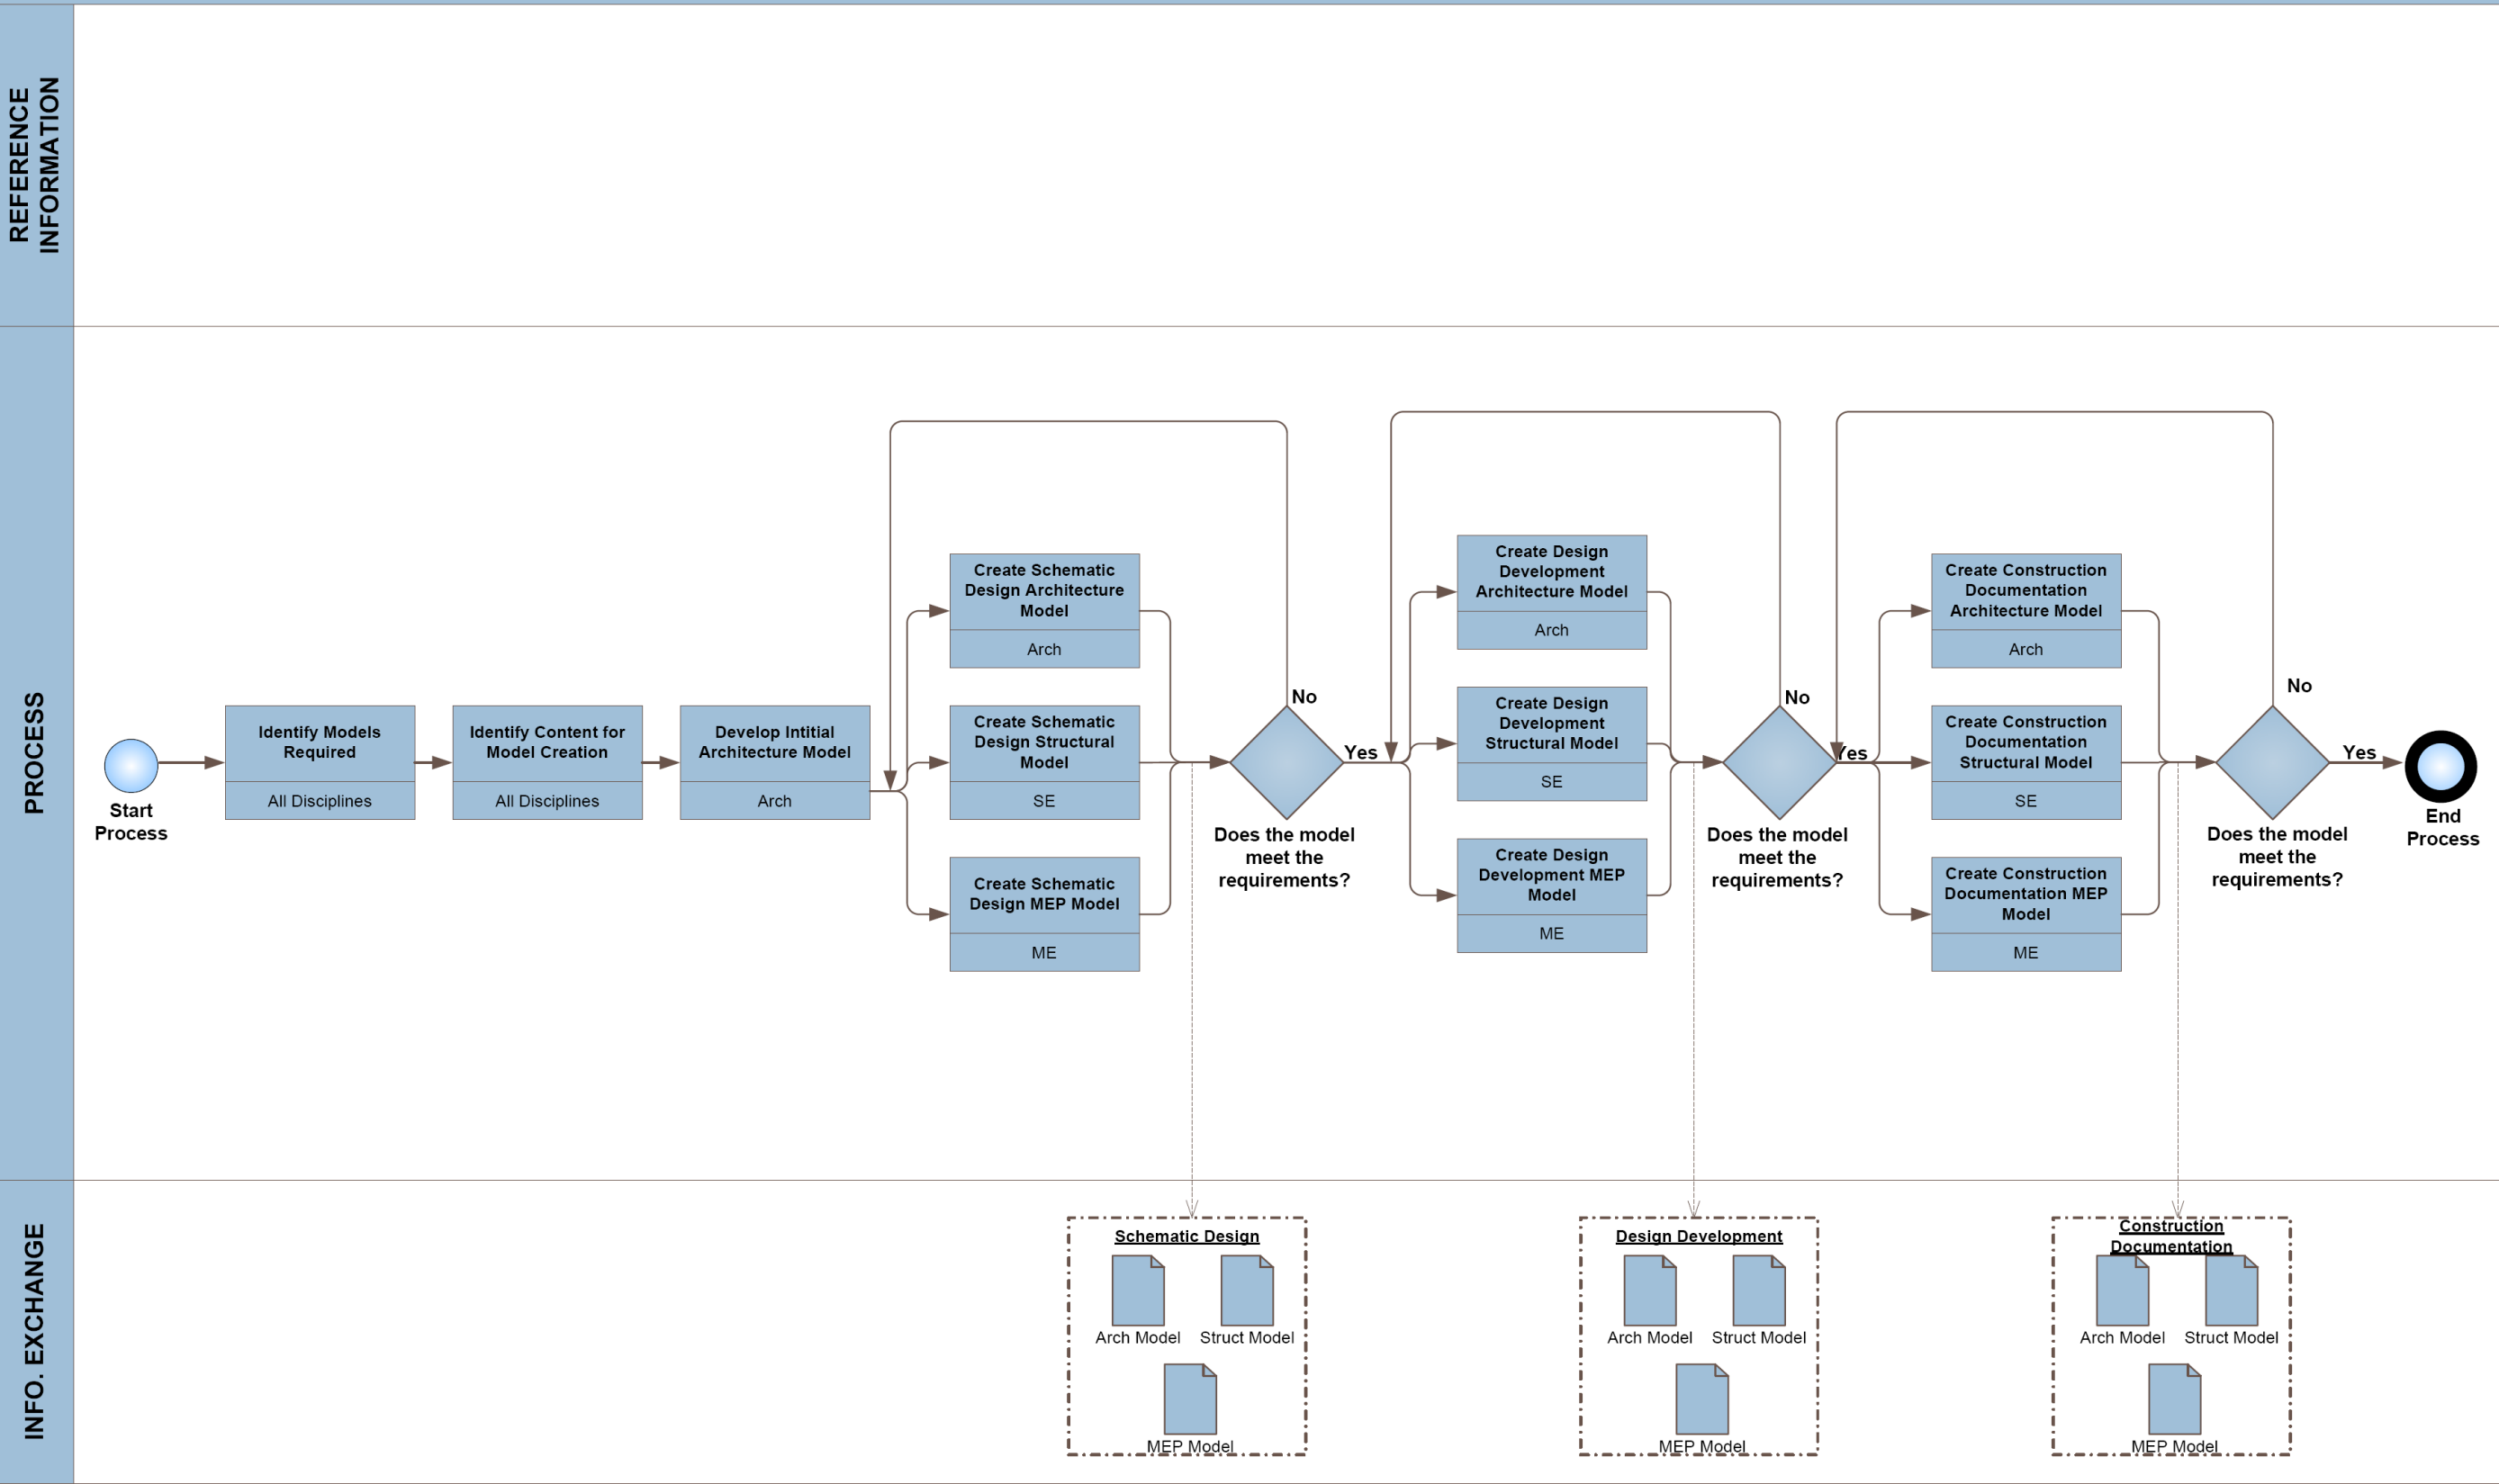 REFERENCE
INFORMATION
PROCESS
Start
Process
Identify Models
Required
All Disciplines
Identify Content for
Model Creation
All Disciplines
Develop Intitial
Architecture Model
Arch
Create Schematic
Design Architecture
Model
Arch
Create Schematic
Design Structural
Model
SE
Create Schematic
Design MEP Model
ME
No
Yes
Does the model
meet the
requirements?
Create Design
Development
Architecture Model
Arch
Create Design
Development
Structural Model
SE
Create Design
Development MEP
Model
ME
No
Yes
Does the model
meet the
requirements?
Create Construction
Documentation
Architecture Model
Arch
Create Construction
Documentation
Structural Model
SE
Create Construction
Documentation MEP
Model
ME
No
Yes
Does the model
meet the
requirements?
End
Process
INFO. EXCHANGE
Schematic Design
Arch Model
Struct Model
MEP Model
Design Development
Arch Model
Struct Model
MEP Model
Construction
Documentation
Arch Model
Struct Model
MEP Model